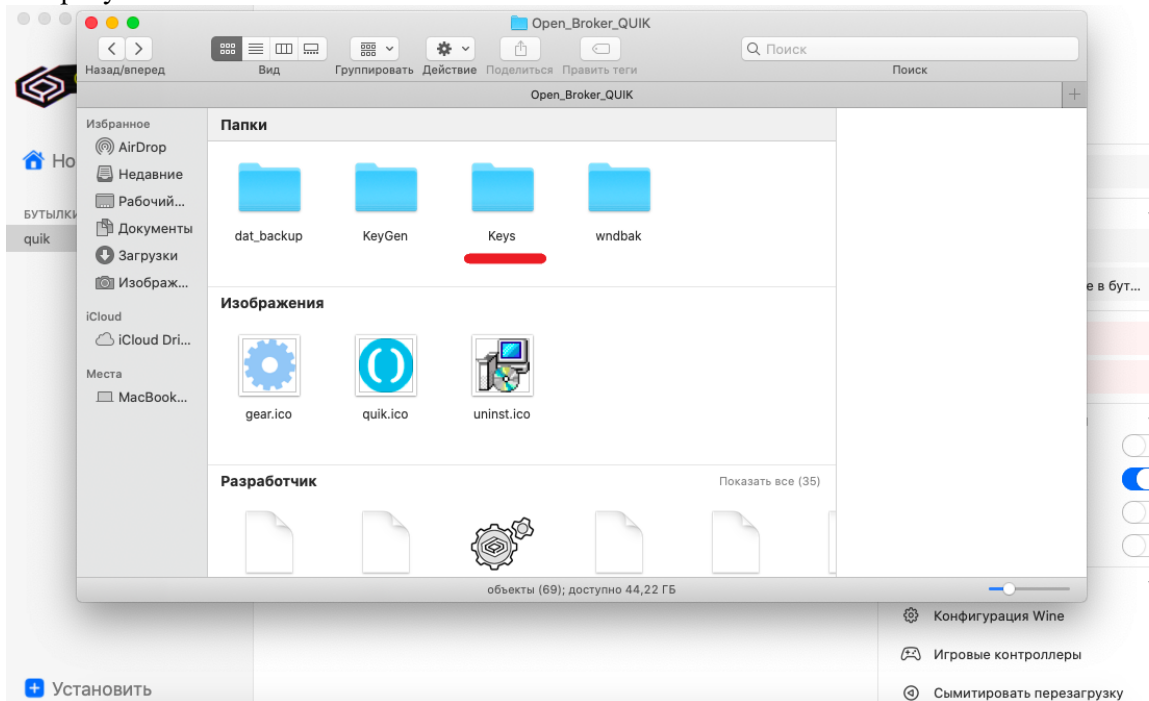 Open_Broker_QUIK
Поиск
Назад/вперед
Вид
Группировать
Действие
Поделиться
Править теги
Поиск
Open_Broker_QUIK
Избранное
AirDrop
Недавние
Рабочий...
Документы
Загрузки
Изображ...
iCloud
iCloud Dri...
Места
MacBook...
Папки
dat_backup
KeyGen
Keys
wndbak
Изображения
gear.ico
quik.ico
uninst.ico
Разработчик
Показать все (35)
объекты (69); доступно 44,22 ГБ
Но
БУТЫЛКИ
quik
е в бут...
Конфигурация Wine
Игровые контроллеры
Сымитировать перезагрузку
Установить